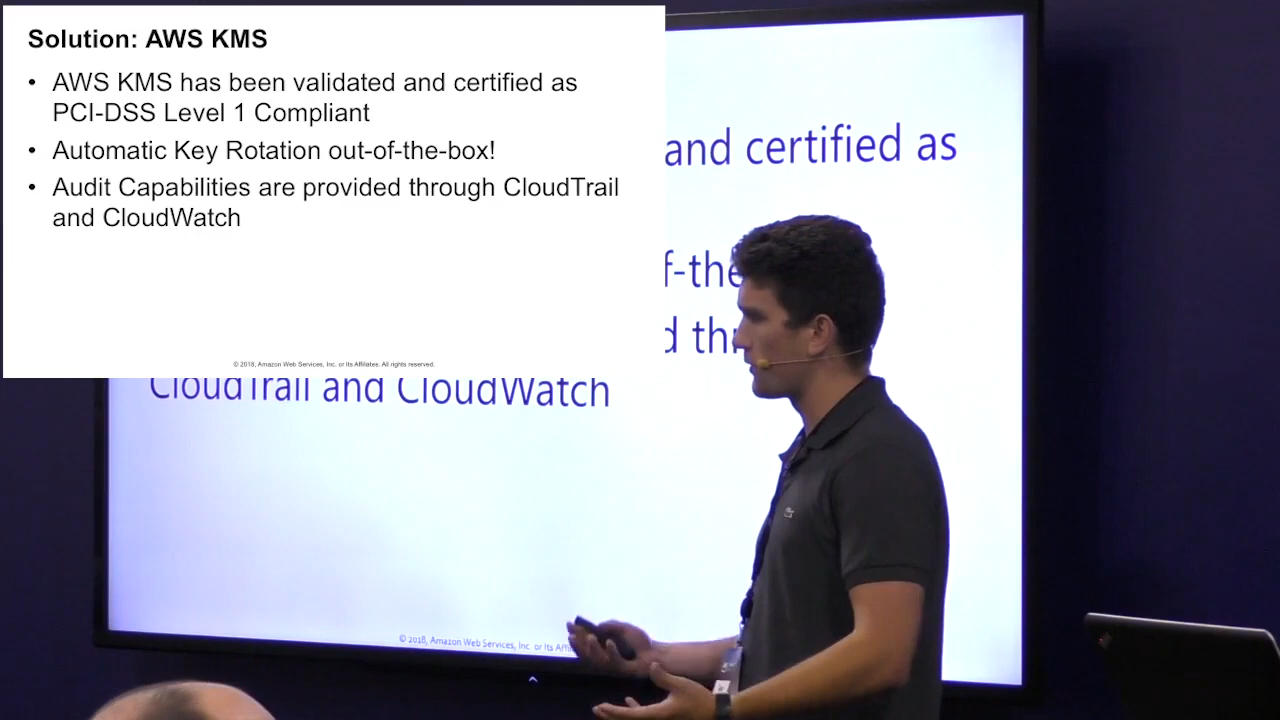 Solution: AWS KMS
• AWS KMS has been validated and certified as
PCI-DSS Level 1 Compliant
• Automatic Key Rotation out-of-the-box!
• Audit Capabilities are provided through CloudTrail
and CloudWatch
© 2018, Amazon Web Services, Inc. or Its Affiliates. All rights reserved.
and certified as
f-the
d thr
CloudTrail and CloudWatch
© 2018, Amazon Web Services, Inc. or Its Affi